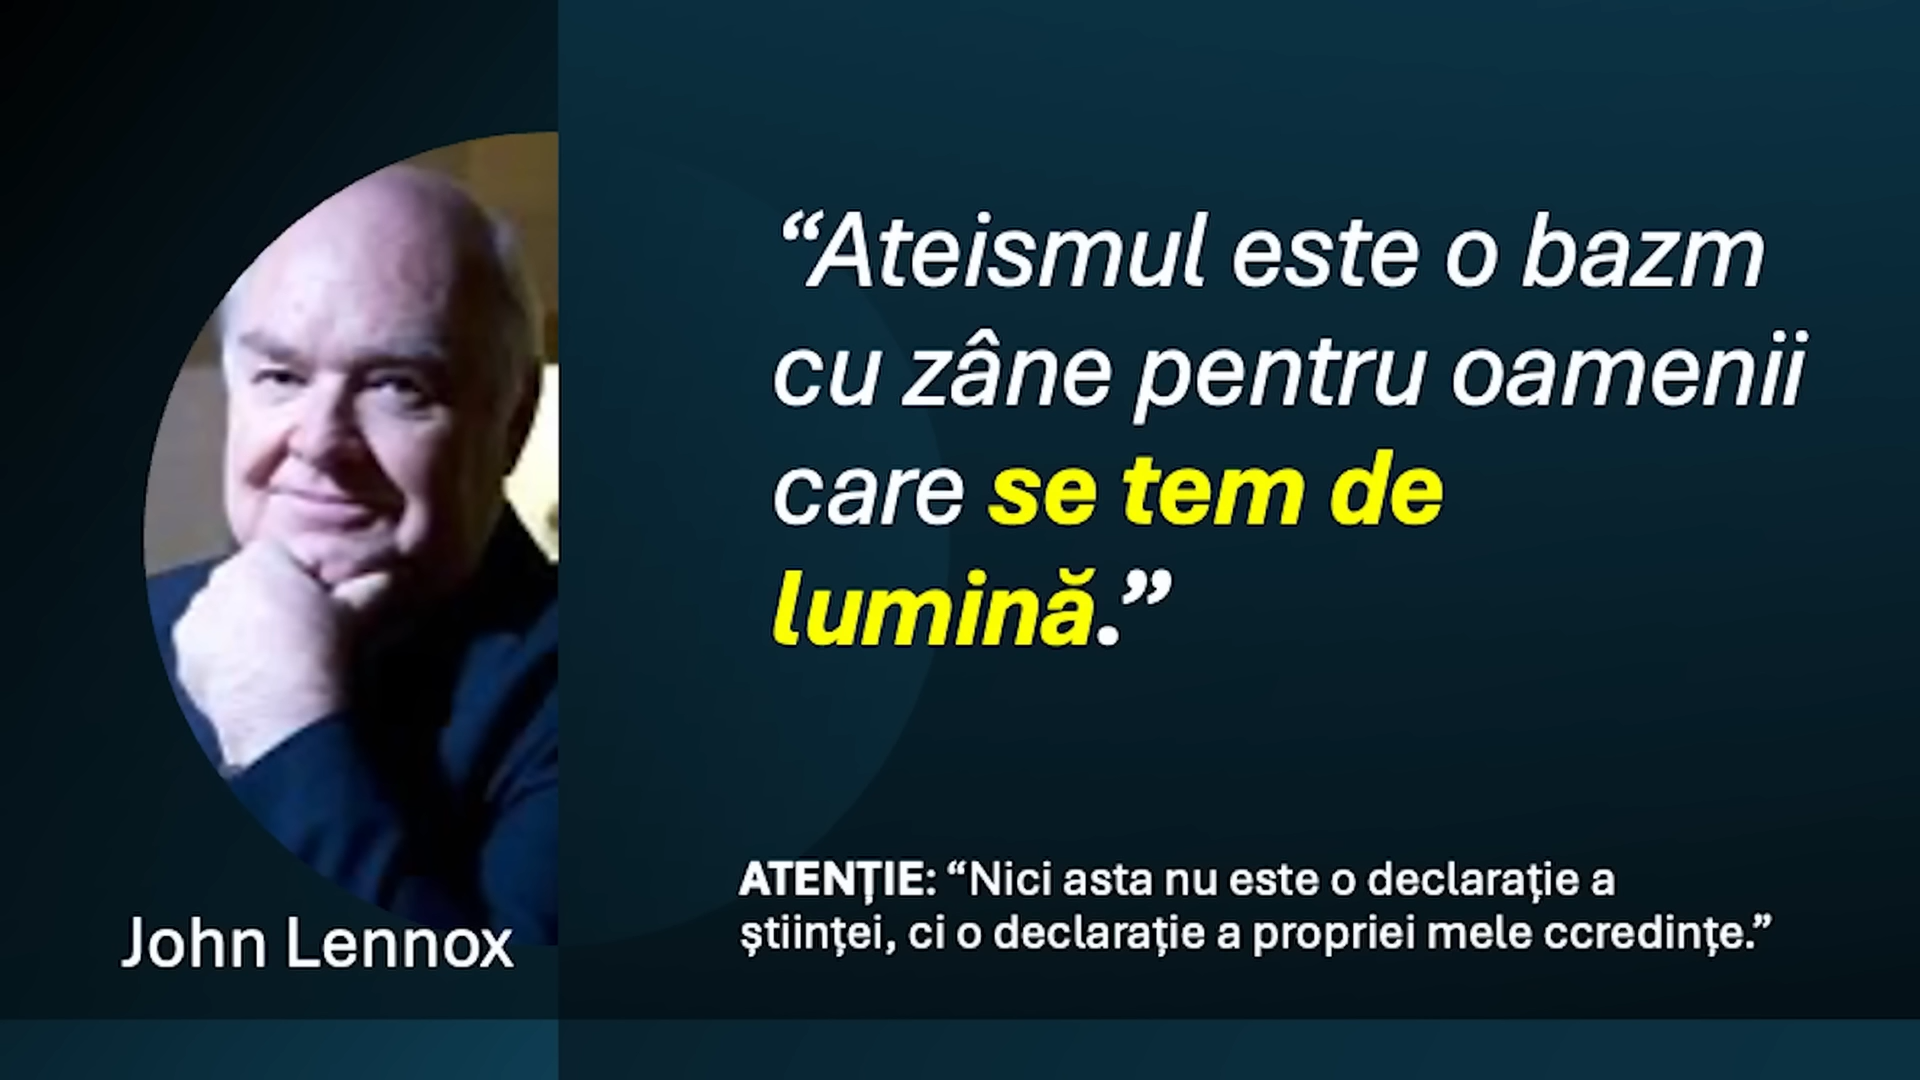 “Ateismul este o bazm
cu zâne pentru oamenii
care se tem de
lumină.”
ATENȚIE: “Nici asta nu este o declarație a
științei, ci o declarație a propriei mele ccredințe.”
John Lennox